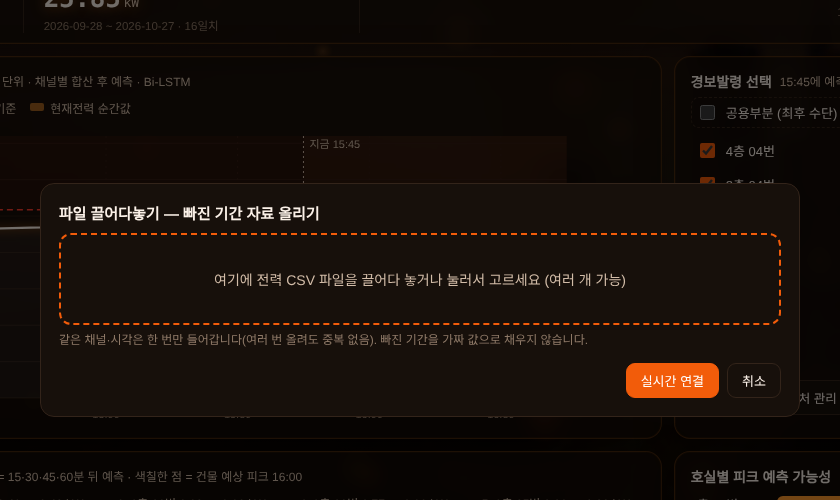 kW
2026-09-28 ~ 2026-10-27 · 16일치
단위 · 채널별 합산 후 예측 · Bi-LSTM
경보발령 선택
현재전력 순간값
공용부분 (최후 수단)
지금 15:45
4층 04번
파일 끌어다놓기 — 빠진 기간 자료 올리기
여기에 전력 CSV 파일을 끌어다 놓거나 눌러서 고르세요 (여러 개 가능)
같은 채널·시각은 한 번만 들어갑니다(여러 번 올려도 중복 없음). 빠진 기간을 가짜 값으로 채우지 않습니다.
실시간 연결
취소
처 관리
= 15·30·45·60분 뒤 예측 · 색칠한 점 = 건물 예상 피크 16:00
호실별 피크 예측 가능성